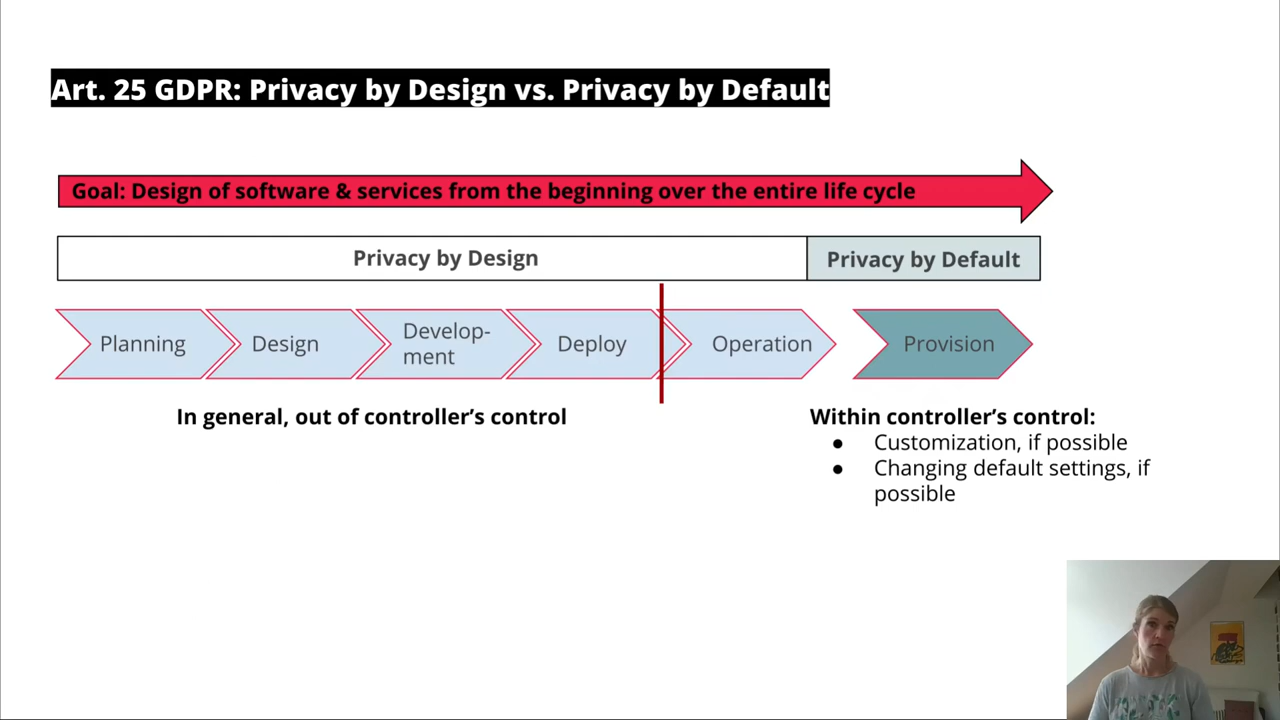 Art. 25 GDPR: Privacy by Design vs. Privacy by Default
Goal: Design of software & services from the beginning over the entire life cycle
Privacy by Design
Privacy by Default
Planning
Design
Develop-
ment
Deploy
Operation
Provision
In general, out of controller's control
Within controller's control:
● Customization, if possible
● Changing default settings, if
possible